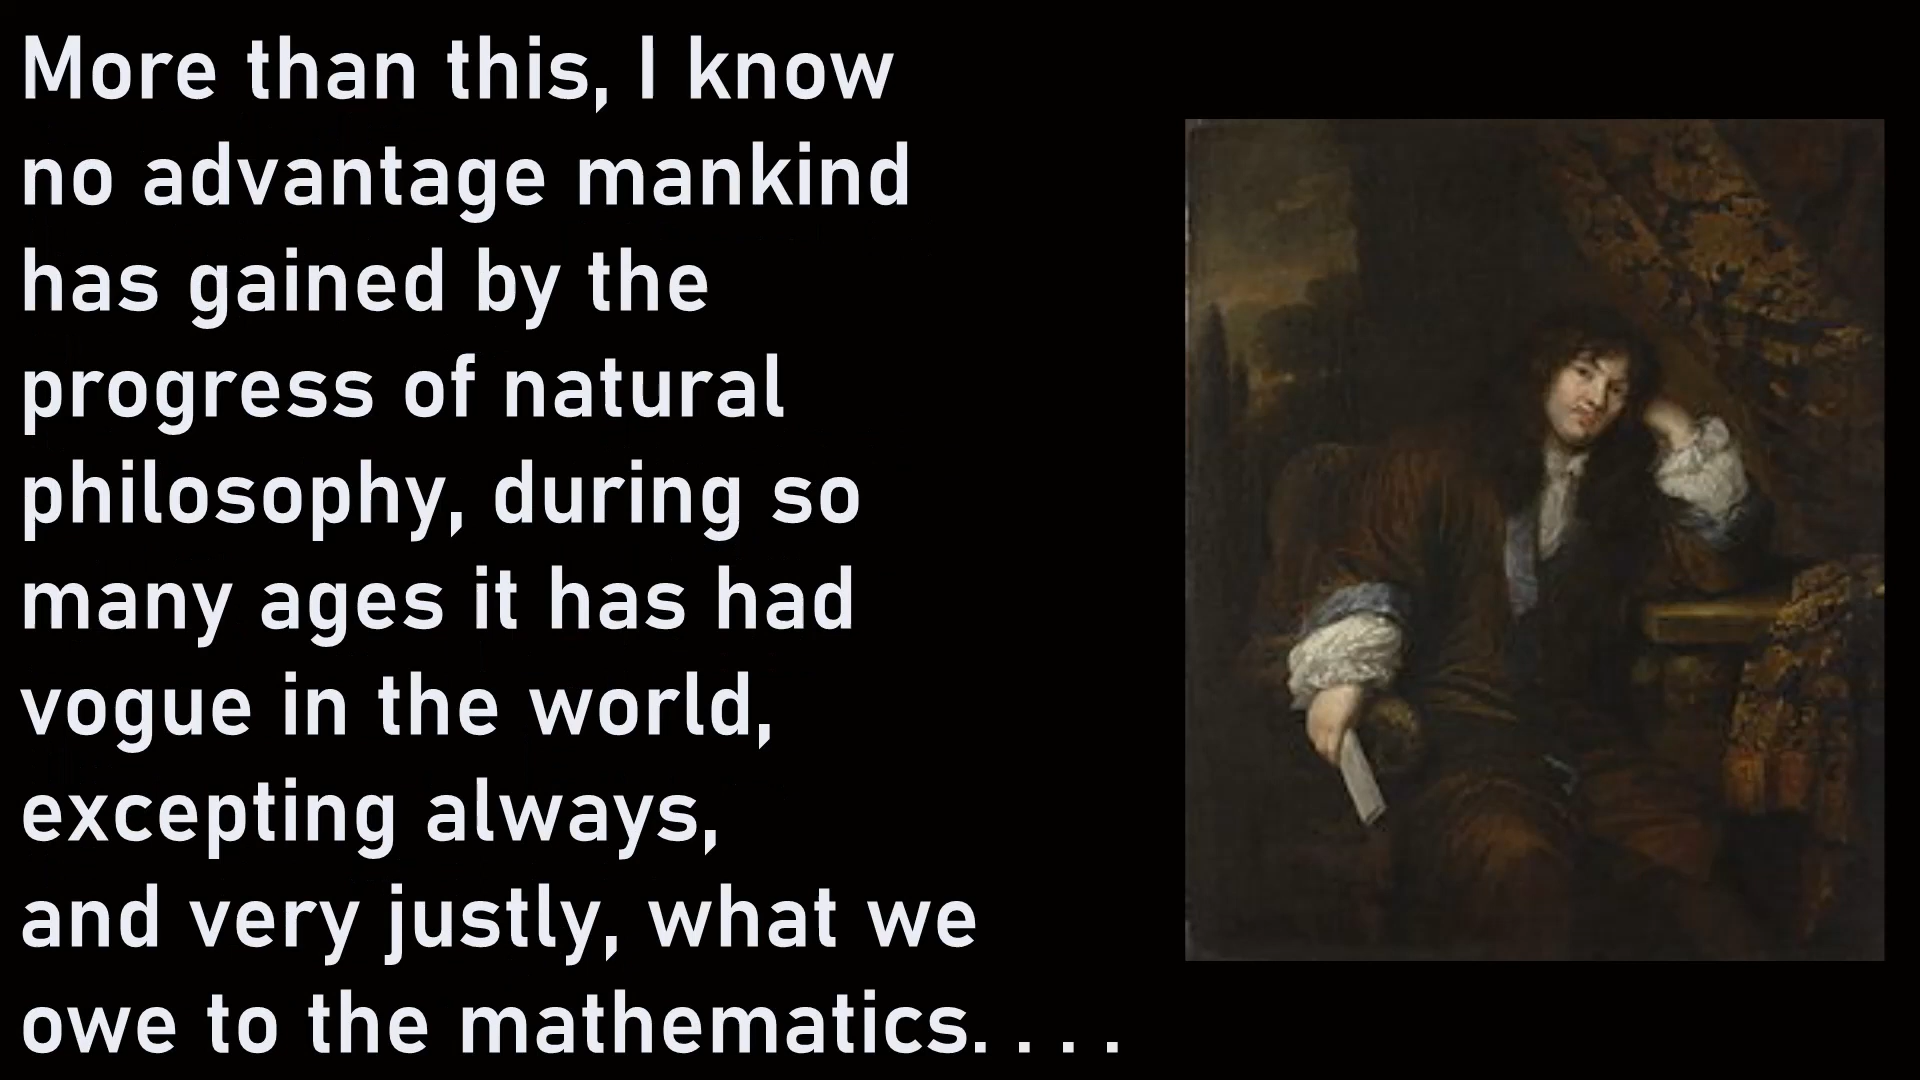 More than this, I know
no advantage mankind
has gained by the
progress of natural
philosophy, during so
many ages it has had
vogue in the world,
excepting always,
and very justly, what we
owe to the mathematics. . . .